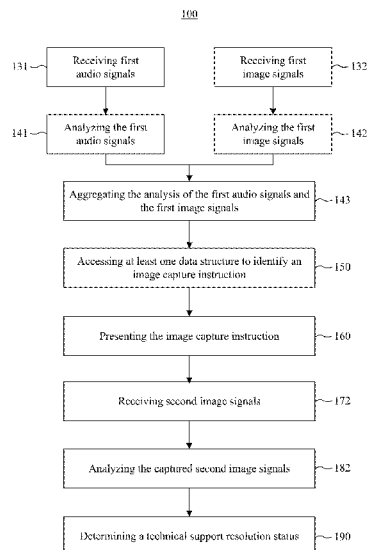 100
131
Receiving first
audio signals
Receiving first
image signals
132
141
Analyzing the first
audio signals
Analyzing the first
image signals
142
Aggregating the analysis of the first audio signals and
the first image signals
143
Accessing at least one data structure to identify an
image capture instruction
150
Presenting the image capture instruction
160
Receiving second image signals
172
Analyzing the captured second image signals
182
Determining a technical support resolution status
190